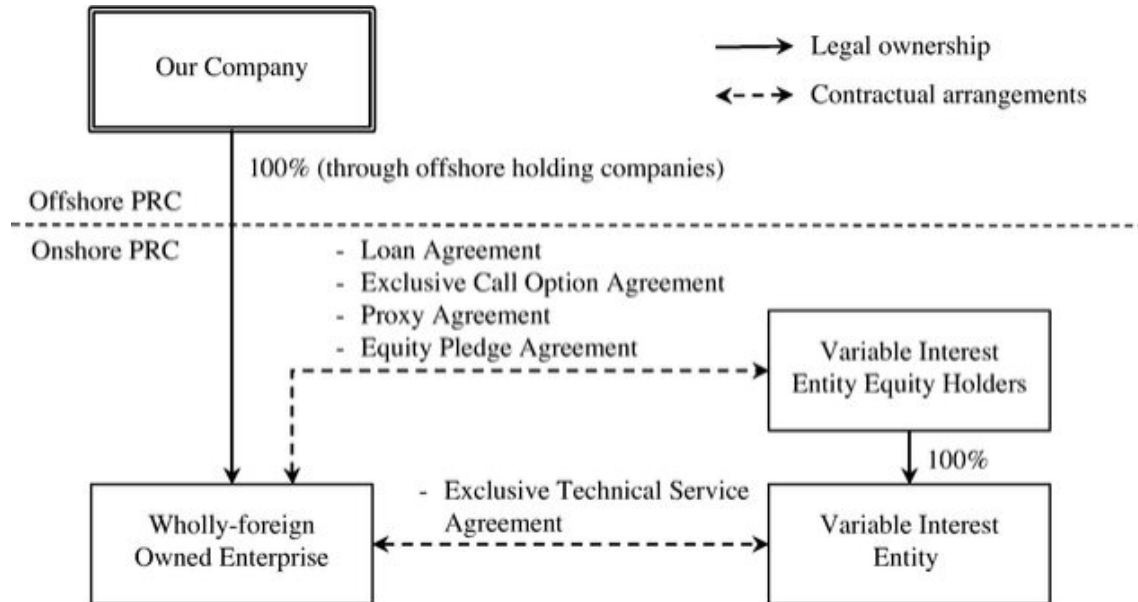 Our Company
Legal ownership
Contractual arrangements
100% (through offshore holding companies)
Offshore PRC
Onshore PRC
- Loan Agreement
- Exclusive Call Option Agreement
- Proxy Agreement
- Equity Pledge Agreement
Variable Interest
Entity Equity Holders
100%
- Exclusive Technical Service
Agreement
Wholly-foreign
Owned Enterprise
Variable Interest
Entity